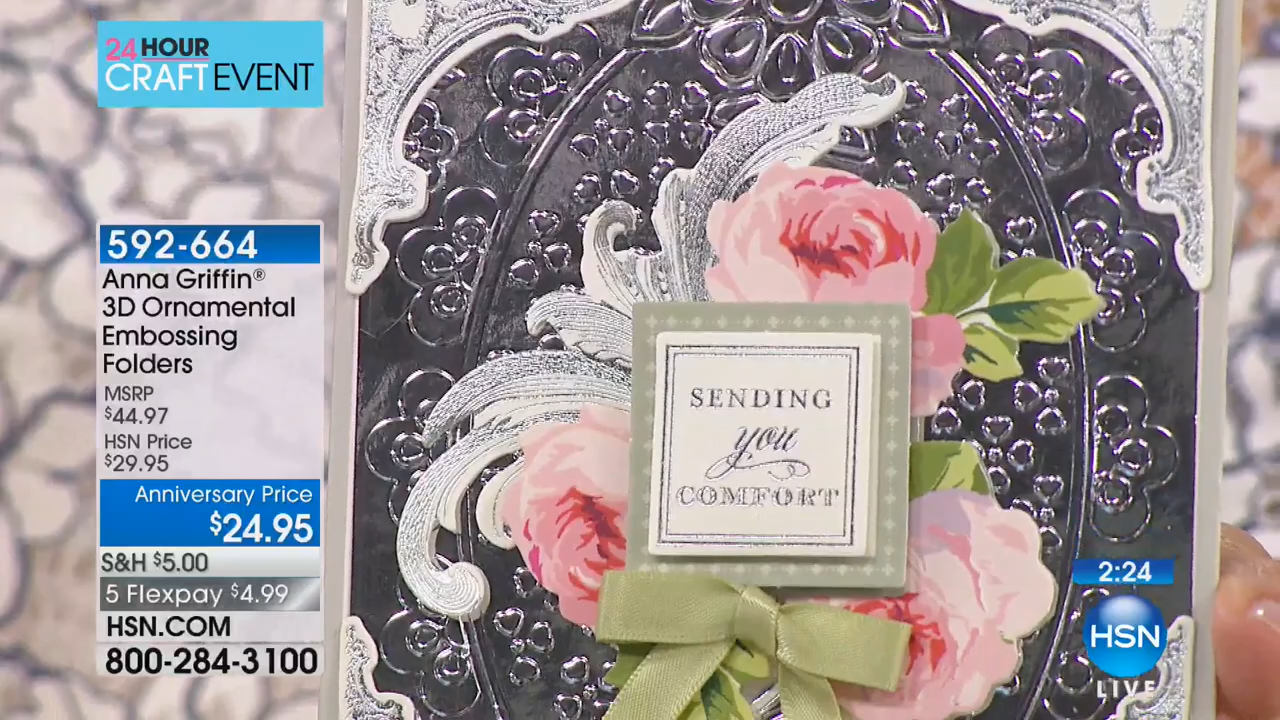 24 HOUR
CRAFT EVENT
592-664
Anna Griffin®
3D Ornamental
Embossing
Folders
MSRP
$44.97
HSN Price
$29.95
Anniversary Price
$24.95
S&H $5.00
5 Flexpay $4.99
HSN.COM
800-284-3100
SENDING
you
COMFORT
2:24
HSN
LIVE